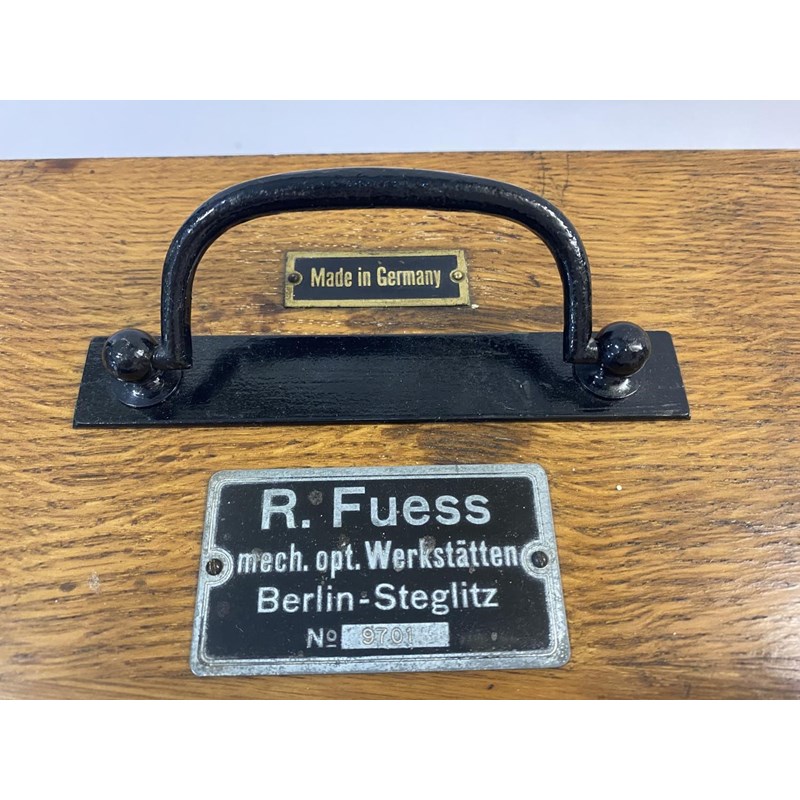 Made in Germany
R. Fuess
mech. opt. Werkstätten
Berlin-Steglitz
No 9701